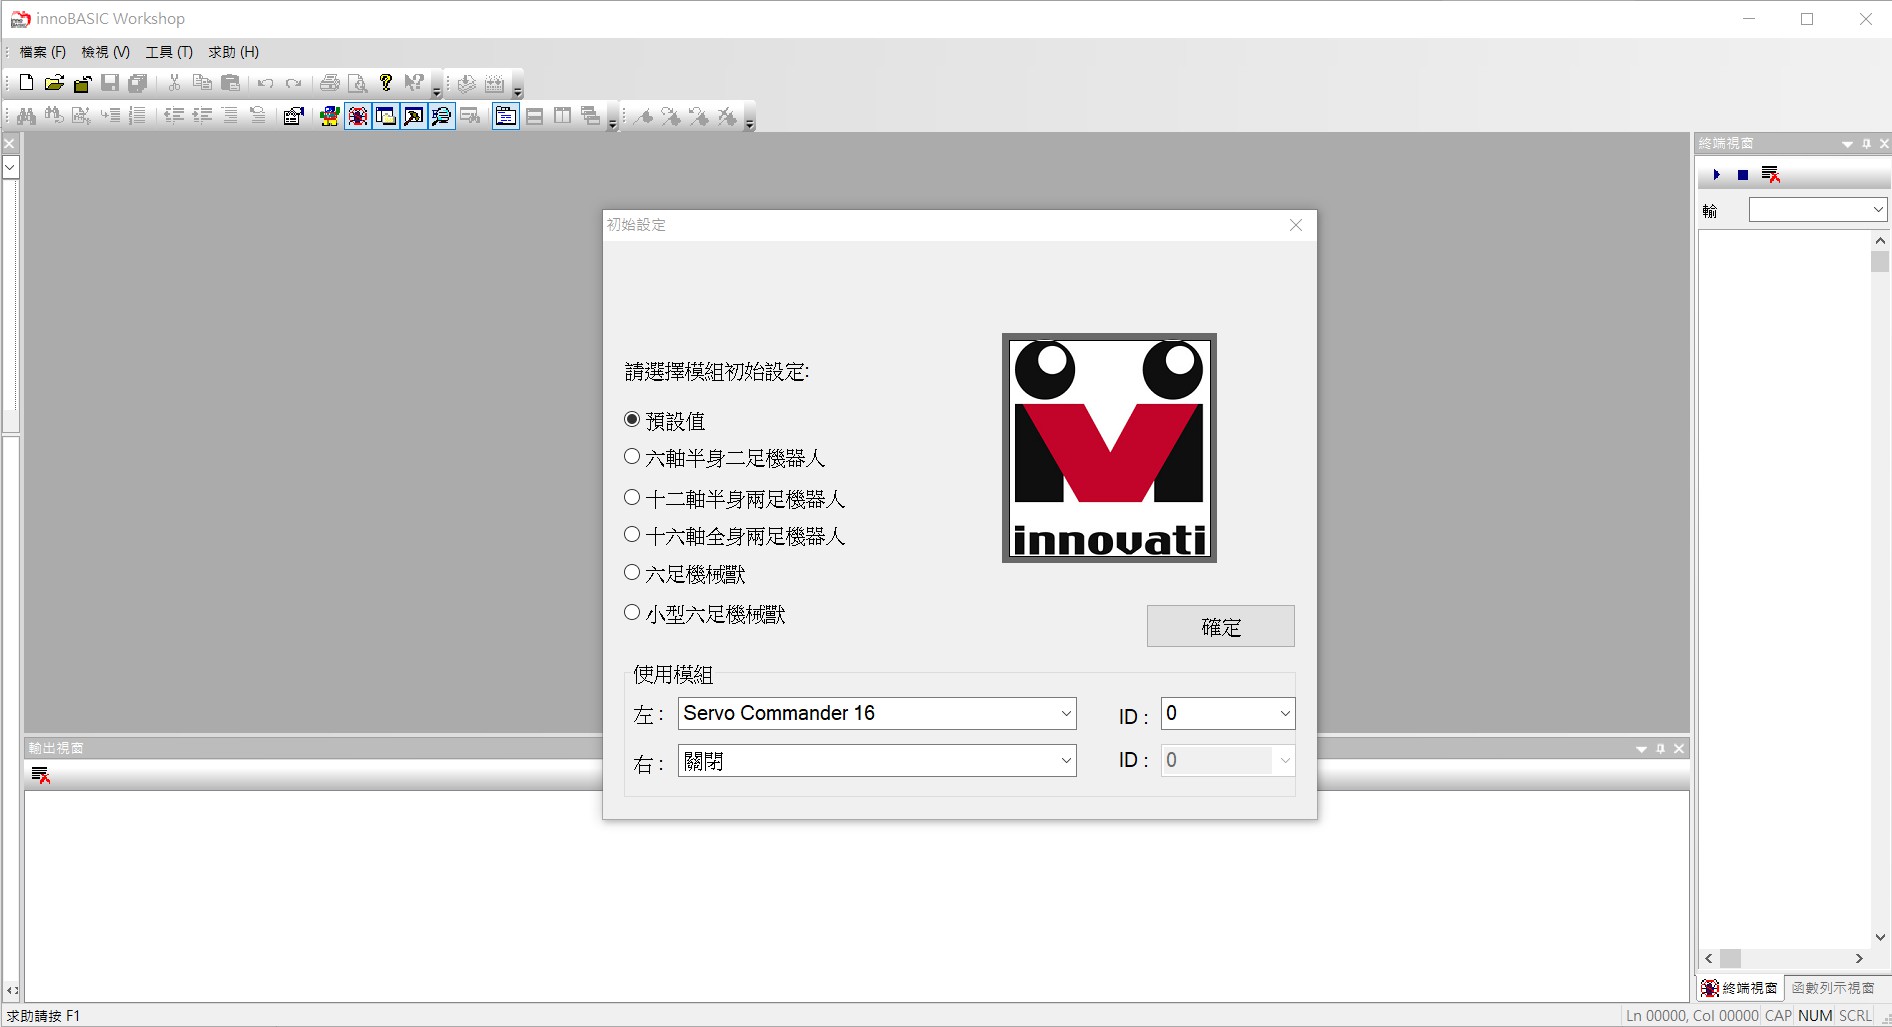 innoBASIC Workshop
檔案 (F) 檢視 (V) 工具 (T) 求助 (H)
終端視窗
輸
初始設定
請選擇模組初始設定:
預設值
六軸半身二足機器人
十二軸半身兩足機器人
十六軸全身兩足機器人
六足機械獸
小型六足機械獸
innovati
確定
使用模組
左 : Servo Commander 16 ID : 0
右 : 關閉 ID : 0
輸出視窗
終端視窗 函數列示視窗
求助請按 F1 Ln 00000, Col 00000 CAP NUM SCRL